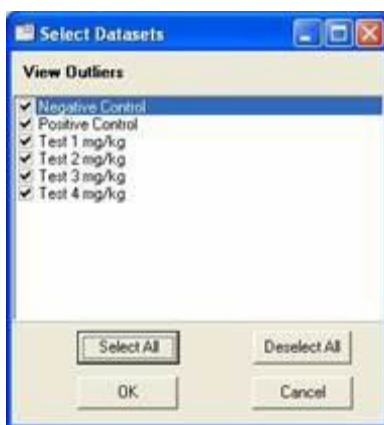 Select Datasets
View Outliers
Negative Control
Positive Control
Test 1 mg/kg
Test 2 mg/kg
Test 3 mg/kg
Test 4 mg/kg
Select All Deselect All
OK Cancel